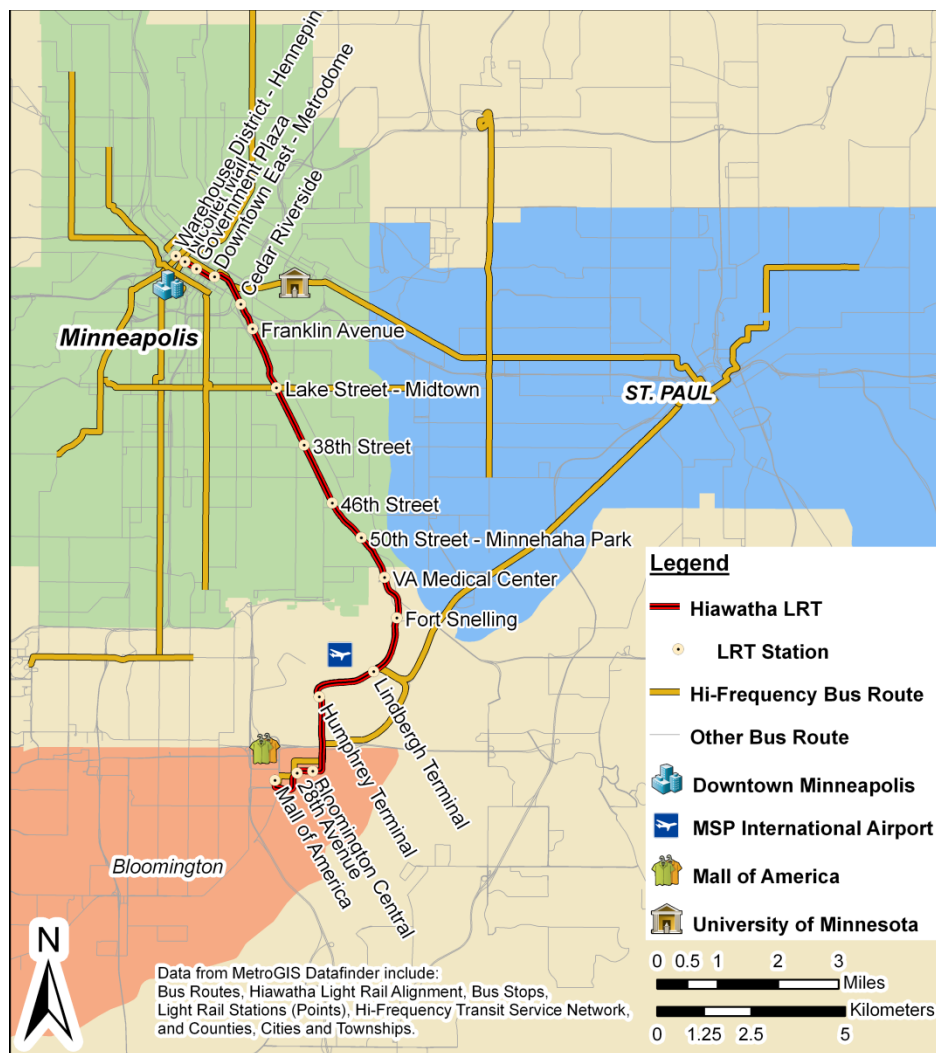 Warehouse District - Hennepin
Nicollet Mall
Government Plaza
Downtown East - Metrodome
Cedar Riverside
Franklin Avenue
Minneapolis
Lake Street - Midtown
ST. PAUL
38th Street
46th Street
50th Street - Minnehaha Park
VA Medical Center
Fort Snelling
Lindbergh Terminal
Humphrey Terminal
Bloomington Central
28th Avenue
Mall of America
Bloomington
Legend
Hiawatha LRT
LRT Station
Hi-Frequency Bus Route
Other Bus Route
Downtown Minneapolis
MSP International Airport
Mall of America
University of Minnesota
N
Data from MetroGIS Datafinder include:
Bus Routes, Hiawatha Light Rail Alignment, Bus Stops,
Light Rail Stations (Points), Hi-Frequency Transit Service Network,
and Counties, Cities and Townships.
0 0.5 1 2 3
Miles
Kilometers
0 1.25 2.5 5